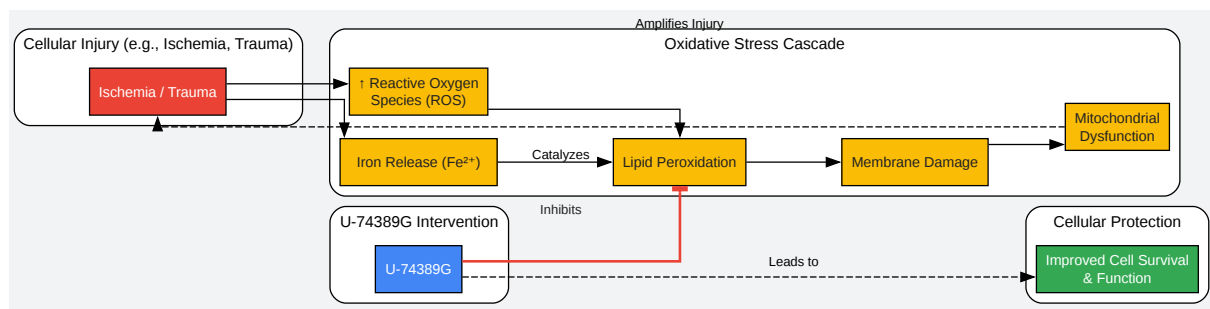 Amplifies Injury
Cellular Injury (e.g., Ischemia, Trauma)
Oxidative Stress Cascade
Ischemia / Trauma
↑ Reactive Oxygen
Species (ROS)
Mitochondrial
Dysfunction
Iron Release (Fe²⁺)
Catalyzes
Lipid Peroxidation
Membrane Damage
Inhibits
U-74389G Intervention
Cellular Protection
U-74389G
Leads to
Improved Cell Survival
& Function